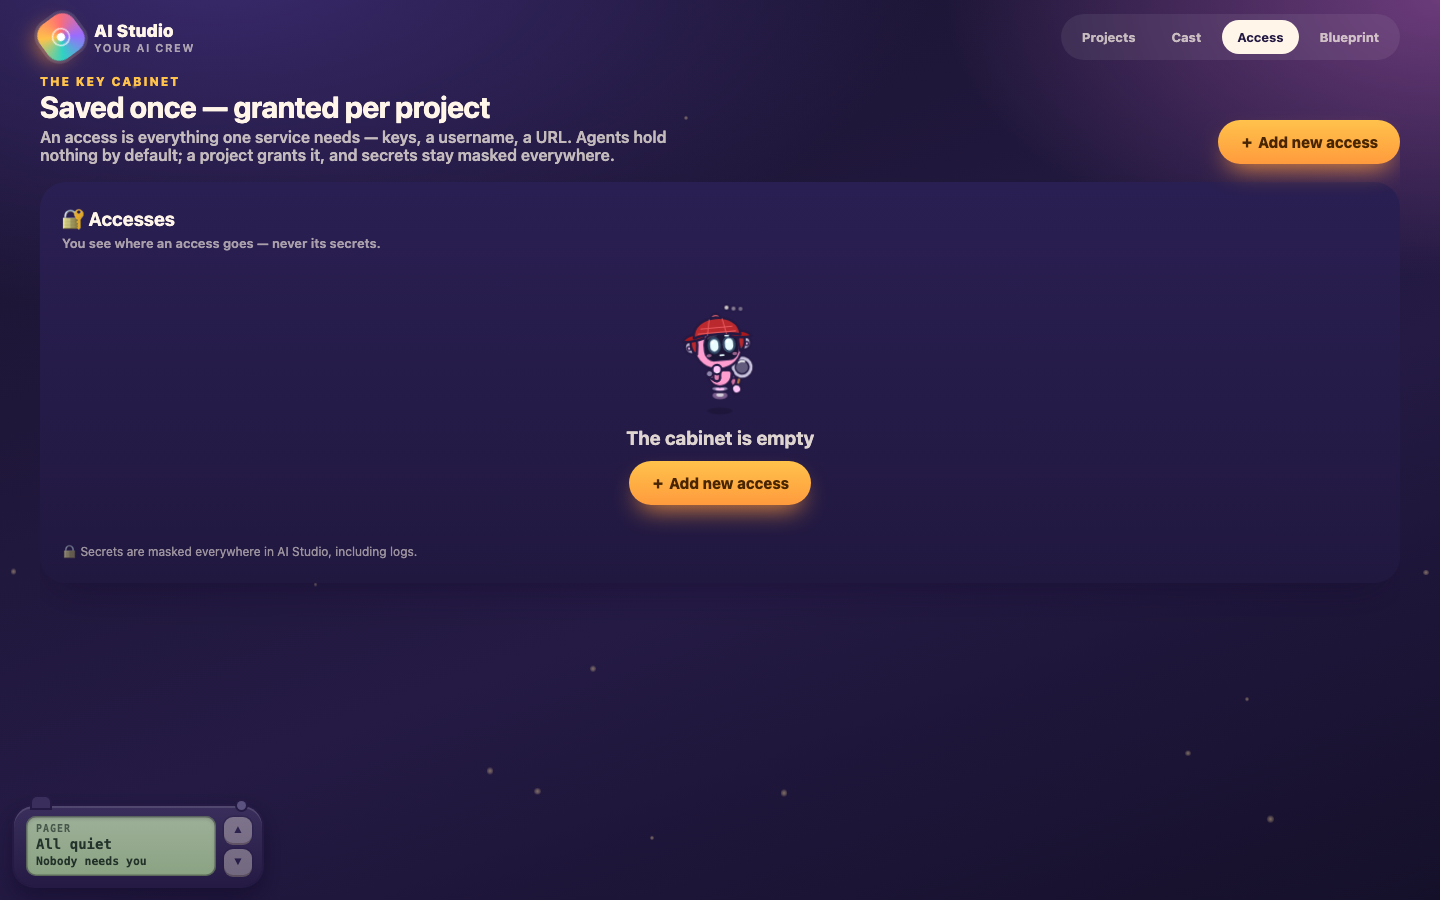 AI Studio
YOUR AI CREW
Projects
Cast
Access
Blueprint
THE KEY CABINET
Saved once — granted per project
An access is everything one service needs — keys, a username, a URL. Agents hold
nothing by default; a project grants it, and secrets stay masked everywhere.
+ Add new access
🔐 Accesses
You see where an access goes — never its secrets.
The cabinet is empty
+ Add new access
🔒 Secrets are masked everywhere in AI Studio, including logs.
PAGER
All quiet
Nobody needs you
▲
▼